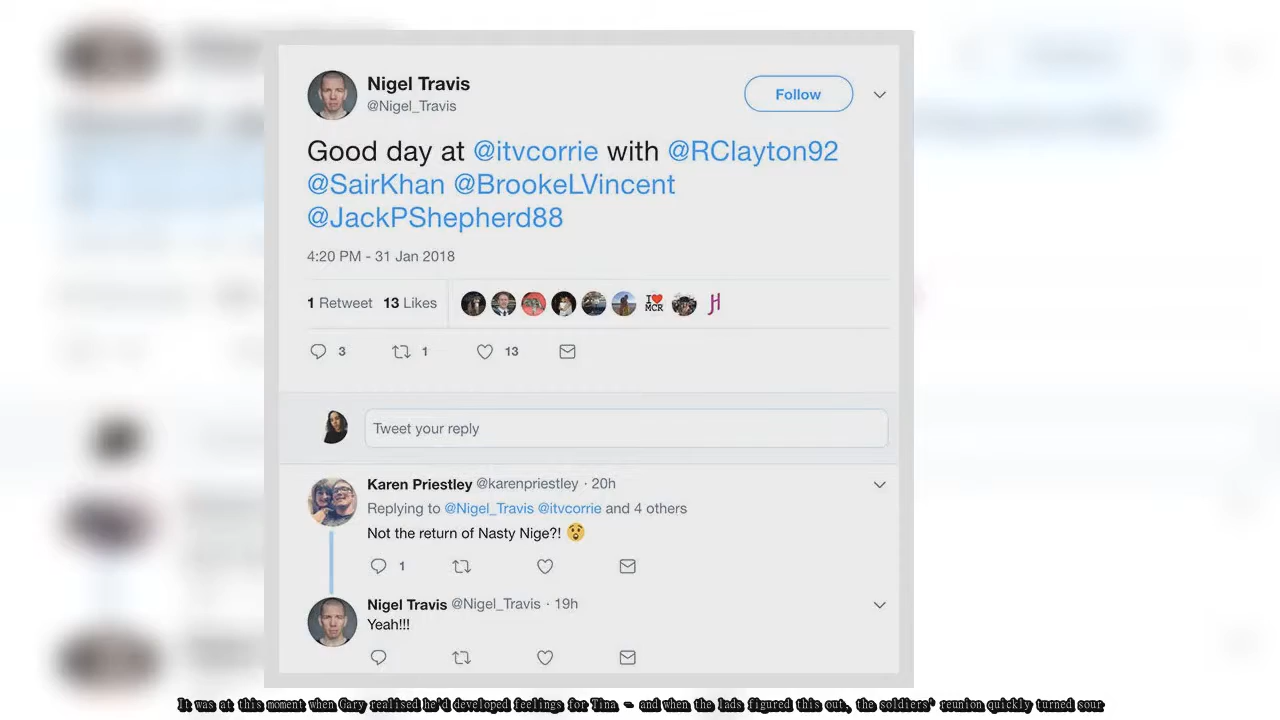 Nigel Travis
@Nigel_Travis
Follow
Good day at @itvcorrie with @RClayton92
@SairKhan @BrookeLVincent
@JackPShepherd88
4:20 PM - 31 Jan 2018
1 Retweet 13 Likes
I ♥
MCR
3 1 13
Tweet your reply
Karen Priestley @karenpriestley · 20h
Replying to @Nigel_Travis @itvcorrie and 4 others
Not the return of Nasty Nige?! 😲
1
Nigel Travis @Nigel_Travis · 19h
Yeah!!!
It was at this moment when Gary realised he'd developed feelings for Tina - and when the lads figured this out, the soldiers' reunion quickly turned sour